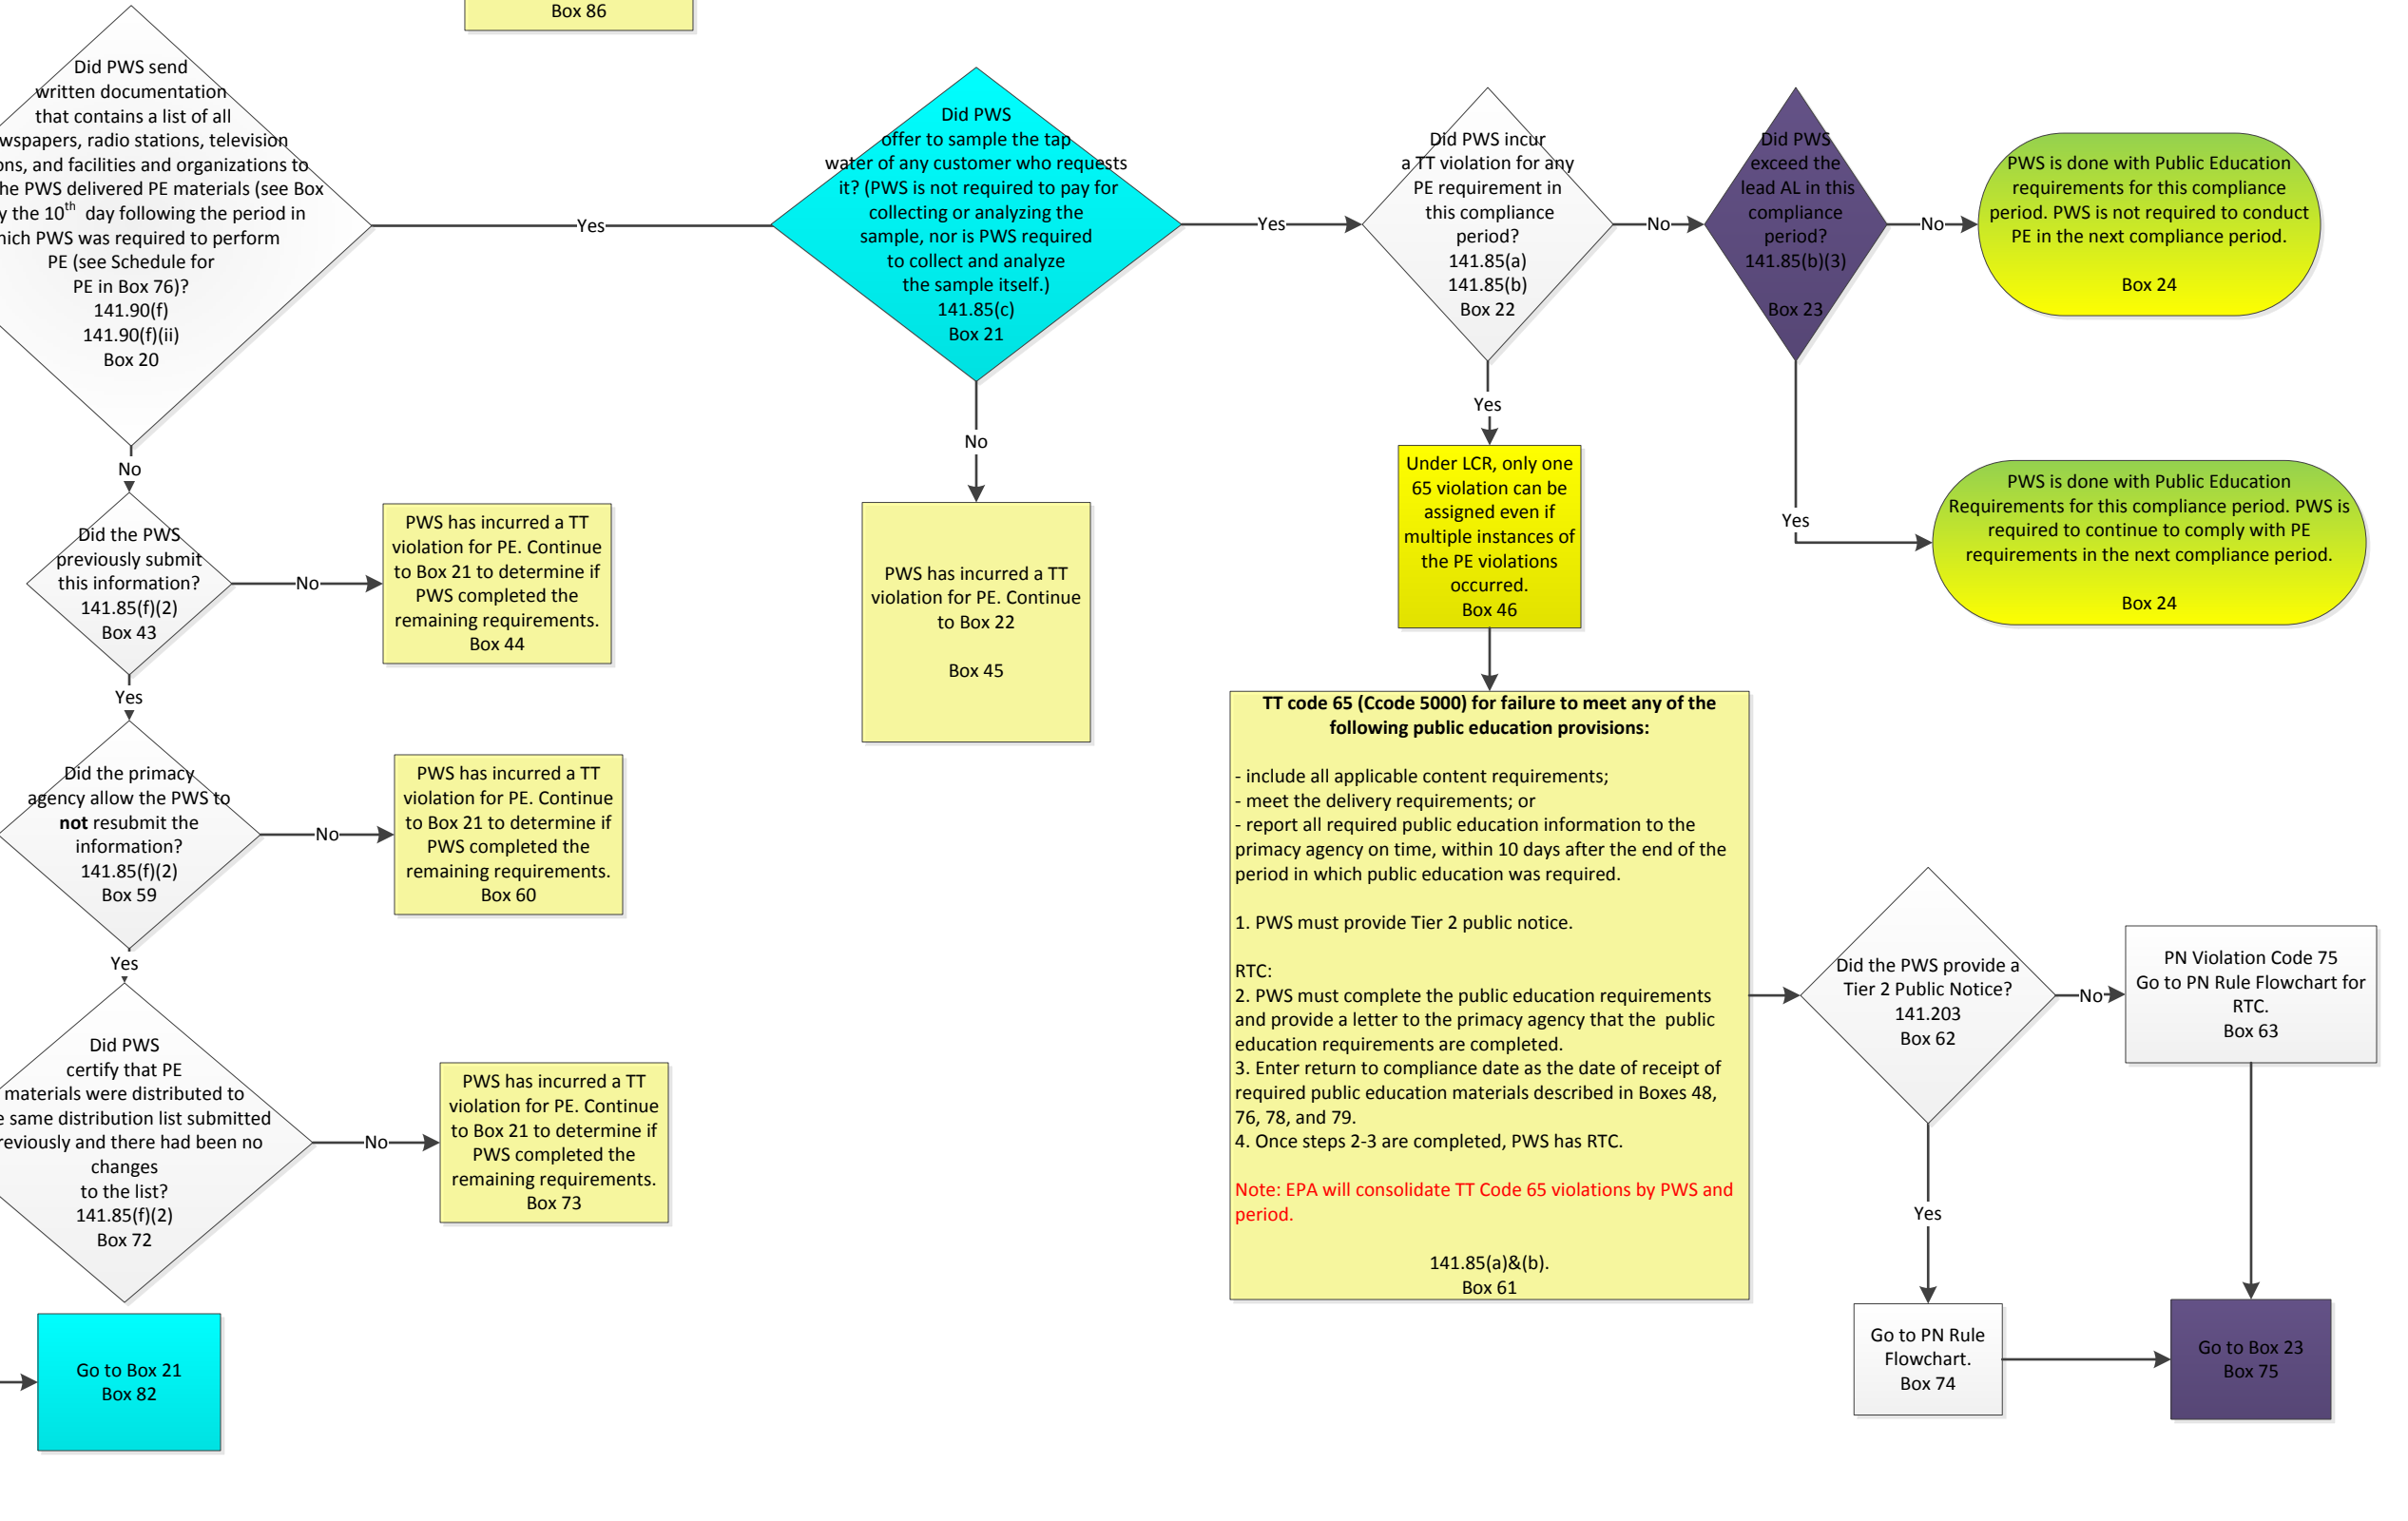 Box 86
Did PWS send
written documentation
that contains a list of all
wspapers, radio stations, television
ons, and facilities and organizations to
he PWS delivered PE materials (see Box
y the 10th day following the period in
hich PWS was required to perform
PE (see Schedule for
PE in Box 76)?
141.90(f)
141.90(f)(ii)
Box 20
Yes
Did PWS
offer to sample the tap
water of any customer who requests
it? (PWS is not required to pay for
collecting or analyzing the
sample, nor is PWS required
to collect and analyze
the sample itself.)
141.85(c)
Box 21
Yes
Did PWS incur
a TT violation for any
PE requirement in
this compliance
period?
141.85(a)
141.85(b)
Box 22
No
Did PWS
exceed the
lead AL in this
compliance
period?
141.85(b)(3)
Box 23
No
PWS is done with Public Education
requirements for this compliance
period. PWS is not required to conduct
PE in the next compliance period.
Box 24
Yes
PWS is done with Public Education
Requirements for this compliance period. PWS is
required to continue to comply with PE
requirements in the next compliance period.
Box 24
No
Did the PWS
previously submit
this information?
141.85(f)(2)
Box 43
No
PWS has incurred a TT
violation for PE. Continue
to Box 21 to determine if
PWS completed the
remaining requirements.
Box 44
No
PWS has incurred a TT
violation for PE. Continue
to Box 22
Box 45
Yes
Under LCR, only one
65 violation can be
assigned even if
multiple instances of
the PE violations
occurred.
Box 46
Yes
Did the primacy
agency allow the PWS to
not resubmit the
information?
141.85(f)(2)
Box 59
No
PWS has incurred a TT
violation for PE. Continue
to Box 21 to determine if
PWS completed the
remaining requirements.
Box 60
TT code 65 (Ccode 5000) for failure to meet any of the
following public education provisions:
- include all applicable content requirements;
- meet the delivery requirements; or
- report all required public education information to the
primacy agency on time, within 10 days after the end of the
period in which public education was required.
1. PWS must provide Tier 2 public notice.
RTC:
2. PWS must complete the public education requirements
and provide a letter to the primacy agency that the public
education requirements are completed.
3. Enter return to compliance date as the date of receipt of
required public education materials described in Boxes 48,
76, 78, and 79.
4. Once steps 2-3 are completed, PWS has RTC.
Note: EPA will consolidate TT Code 65 violations by PWS and
period.
141.85(a)&(b).
Box 61
Did the PWS provide a
Tier 2 Public Notice?
141.203
Box 62
No
PN Violation Code 75
Go to PN Rule Flowchart for
RTC.
Box 63
Yes
Did PWS
certify that PE
materials were distributed to
e same distribution list submitted
reviously and there had been no
changes
to the list?
141.85(f)(2)
Box 72
No
PWS has incurred a TT
violation for PE. Continue
to Box 21 to determine if
PWS completed the
remaining requirements.
Box 73
Yes
Go to PN Rule
Flowchart.
Box 74
Go to Box 23
Box 75
Go to Box 21
Box 82